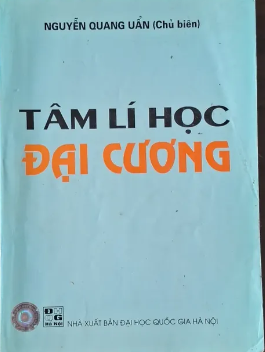 NGUYỄN QUANG UẨN (Chủ biên)
TÂM LÍ HỌC
ĐẠI CƯƠNG
NHÀ XUẤT BẢN ĐẠI HỌC QUỐC GIA HÀ NỘI